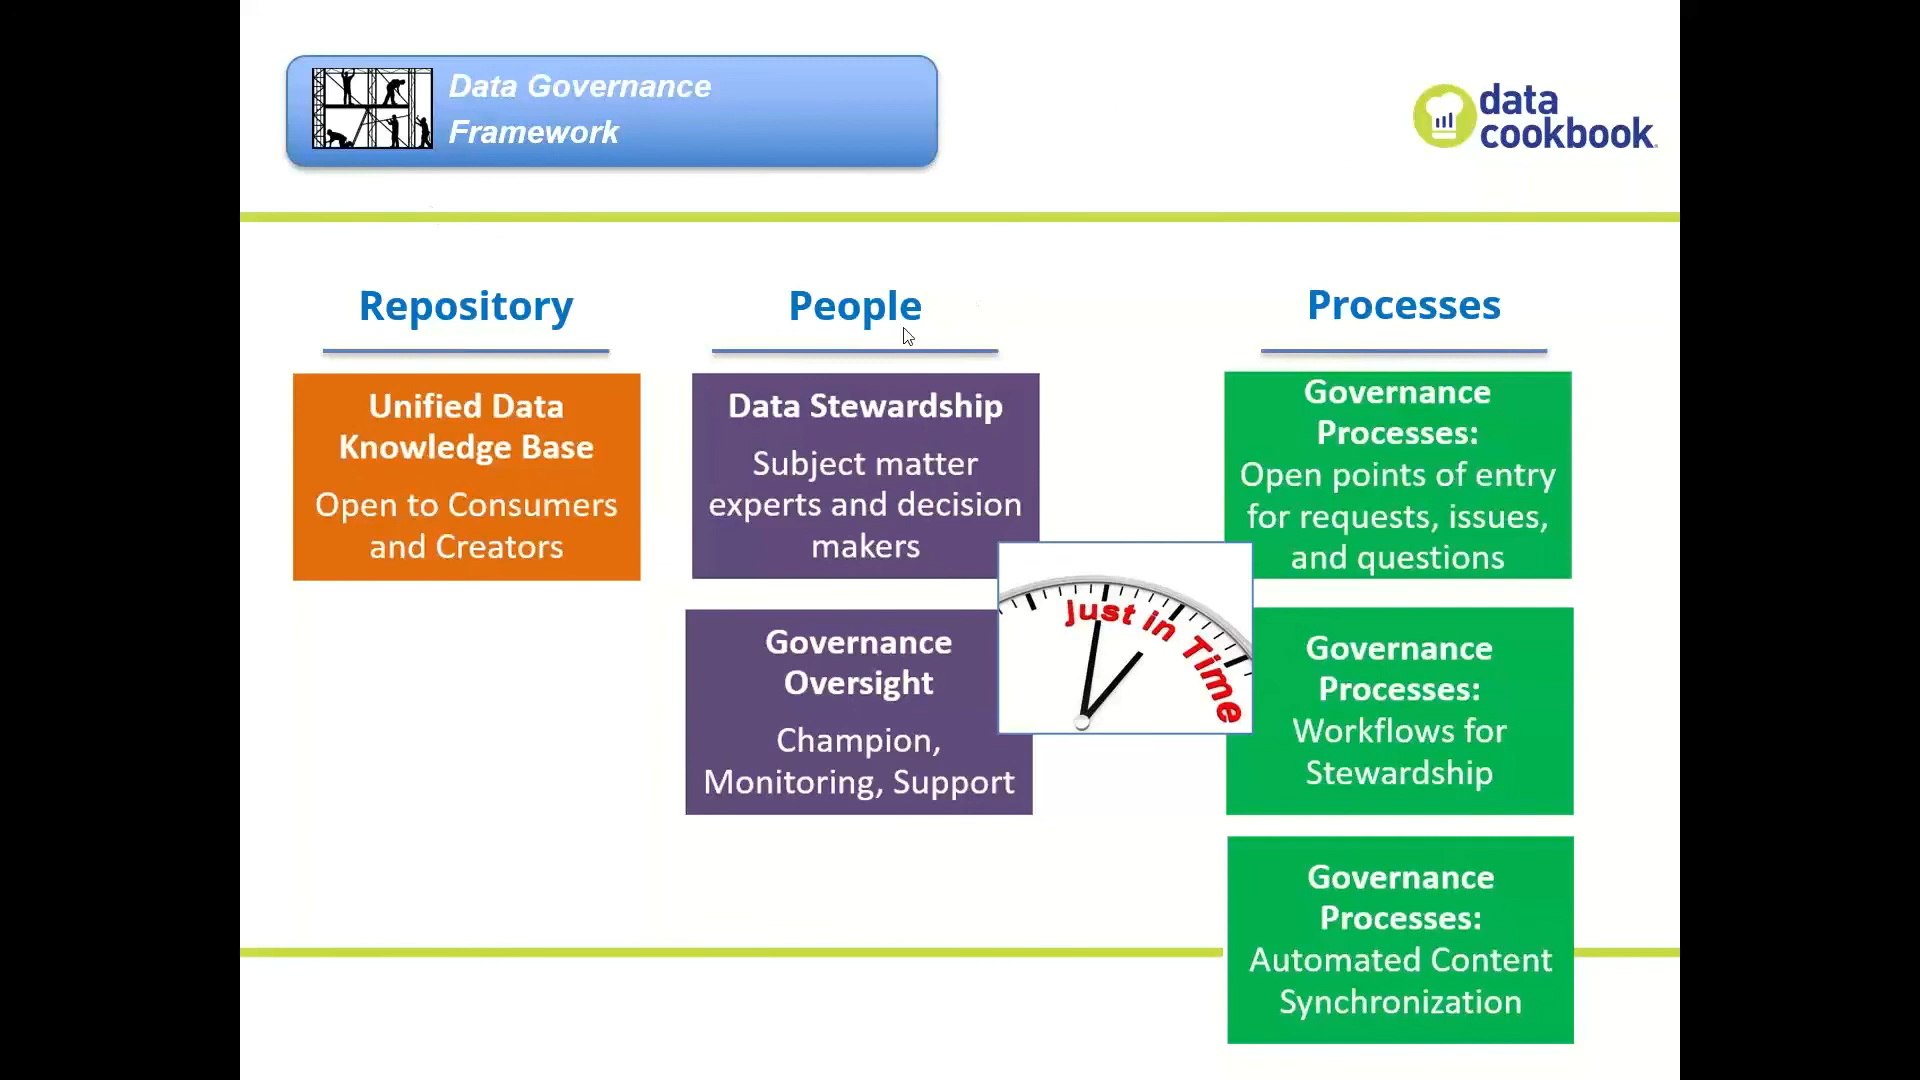 Data Governance
Framework
data
cookbook
Repository
People
Processes
Unified Data
Knowledge Base
Open to Consumers
and Creators
Data Stewardship
Subject matter
experts and decision
makers
Governance
Oversight
Champion,
Monitoring, Support
Just in Time
Governance
Processes:
Open points of entry
for requests, issues,
and questions
Governance
Processes:
Workflows for
Stewardship
Governance
Processes:
Automated Content
Synchronization